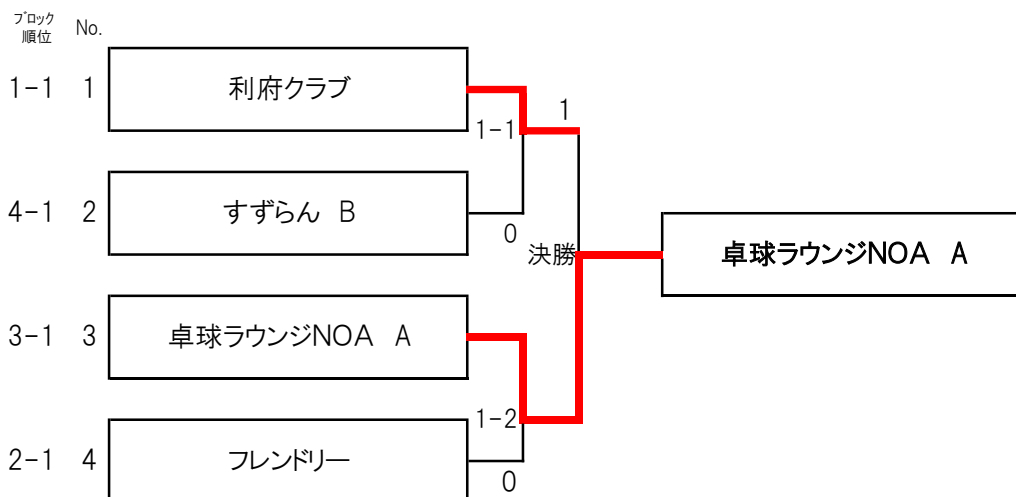 ブロック
順位 No.
1-1 1 利府クラブ
1
1-1
4-1 2 すずらん B
0
決勝
卓球ラウンジNOA A
3-1 3 卓球ラウンジNOA A
1-2
2-1 4 フレンドリー
0